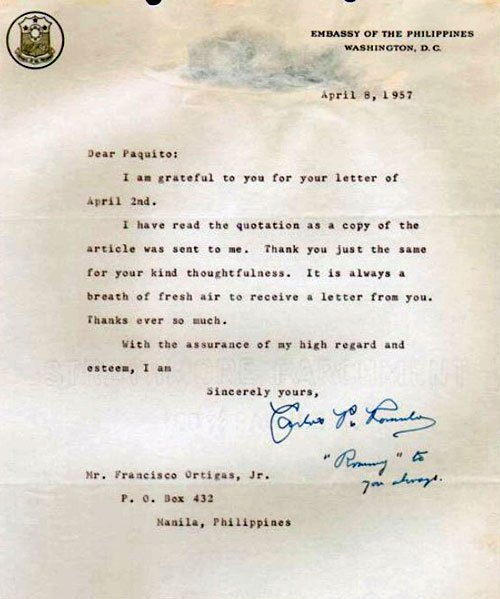 EMBASSY OF THE PHILIPPINES
WASHINGTON, D. C.
April 8, 1957
Dear Paquito:
I am grateful to you for your letter of
April 2nd.
I have read the quotation as a copy of the
article was sent to me. Thank you just the same
for your kind thoughtfulness. It is always a
breath of fresh air to receive a letter from you.
Thanks ever so much.
With the assurance of my high regard and
esteem, I am
STRATHMORE PARCHMENT
Sincerely yours,
Carlos P. Romulo
"Rommy" to
you always.
Mr. Francisco Ortigas, Jr.
P. O. Box 432
Manila, Philippines